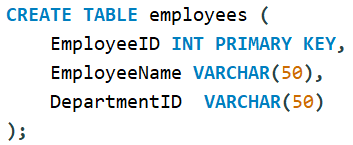 CREATE TABLE employees (
    EmployeeID INT PRIMARY KEY,
    EmployeeName VARCHAR(50),
    DepartmentID  VARCHAR(50)
);